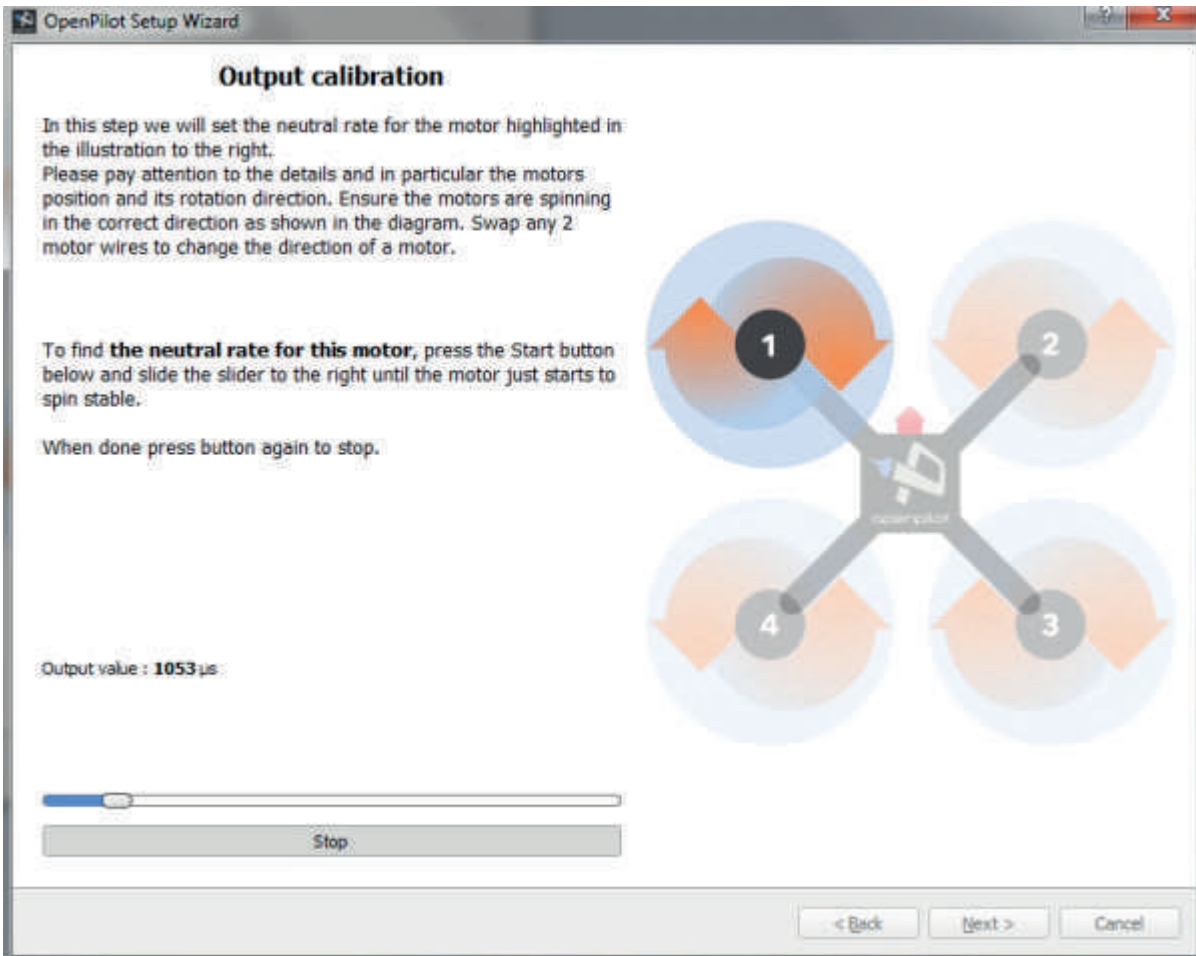 OpenPilot Setup Wizard
?
X
Output calibration
In this step we will set the neutral rate for the motor highlighted in
the illustration to the right.
Please pay attention to the details and in particular the motors
position and its rotation direction. Ensure the motors are spinning
in the correct direction as shown in the diagram. Swap any 2
motor wires to change the direction of a motor.
To find the neutral rate for this motor, press the Start button
below and slide the slider to the right until the motor just starts to
spin stable.
When done press button again to stop.
1
2
openpilot
4
3
Output value : 1053 µs
Stop
< Back
Next >
Cancel